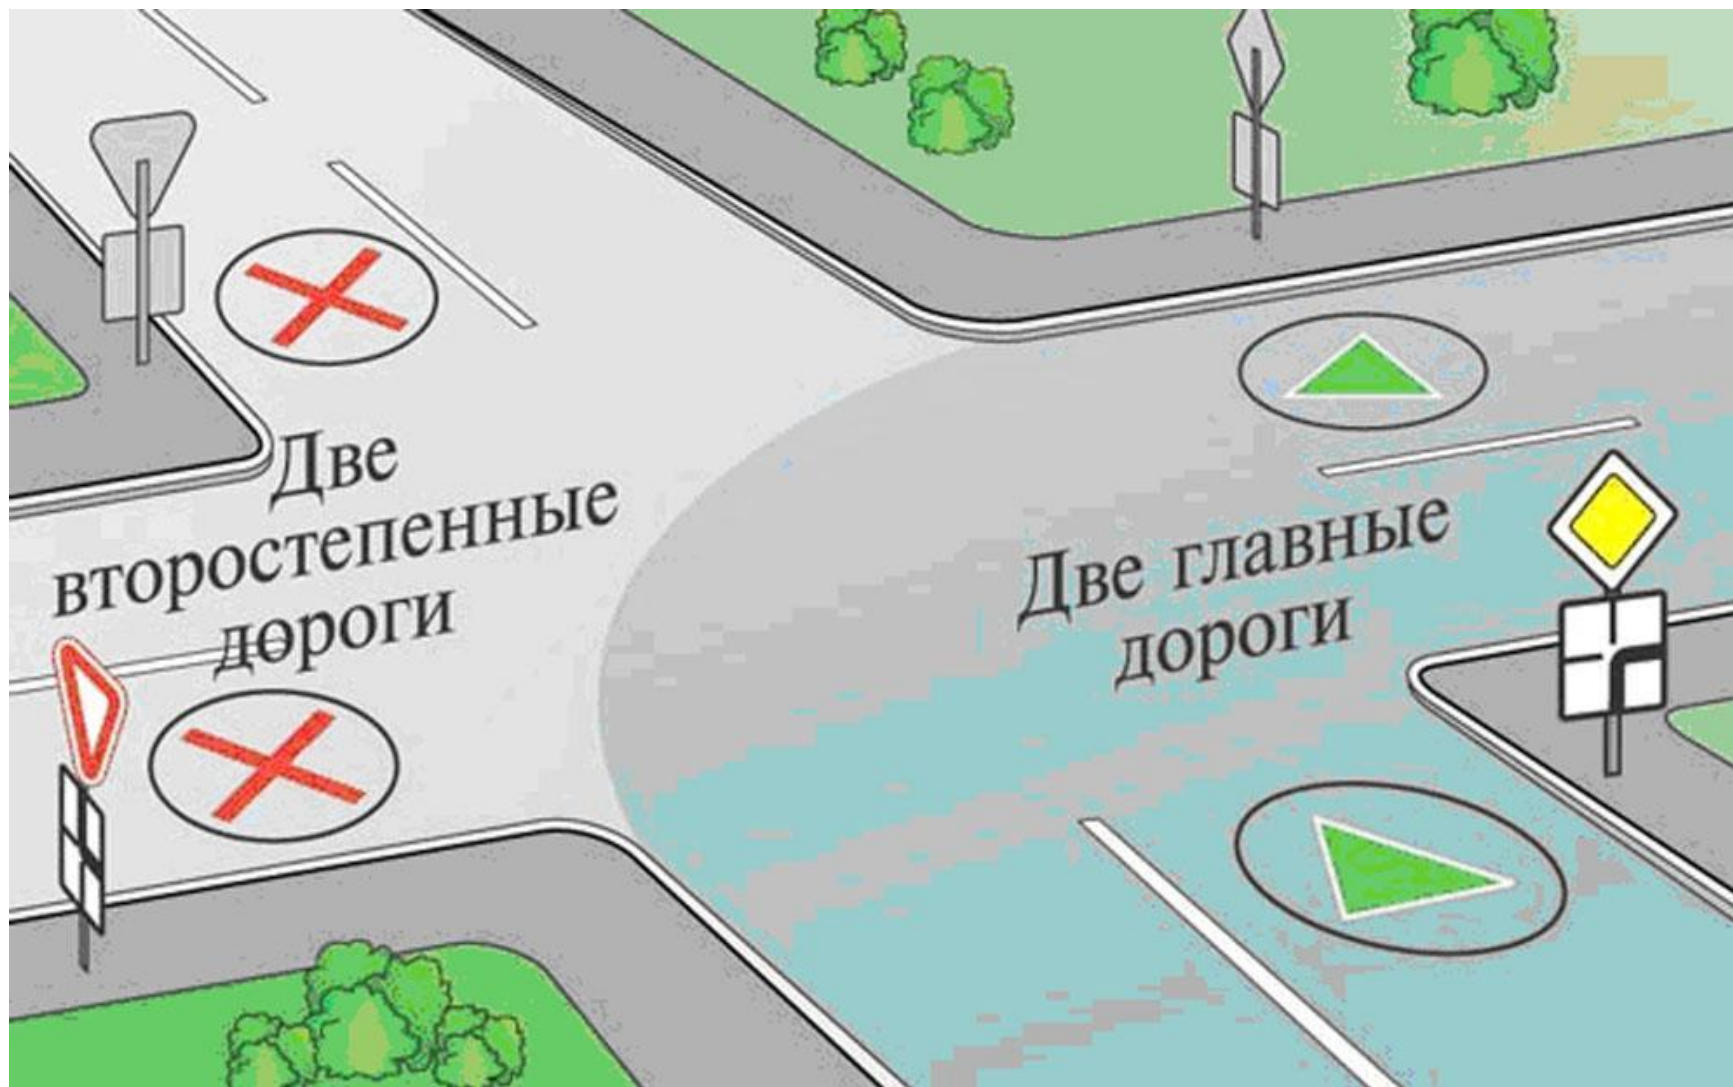 Две
второстепенные
дороги
Две главные
дороги